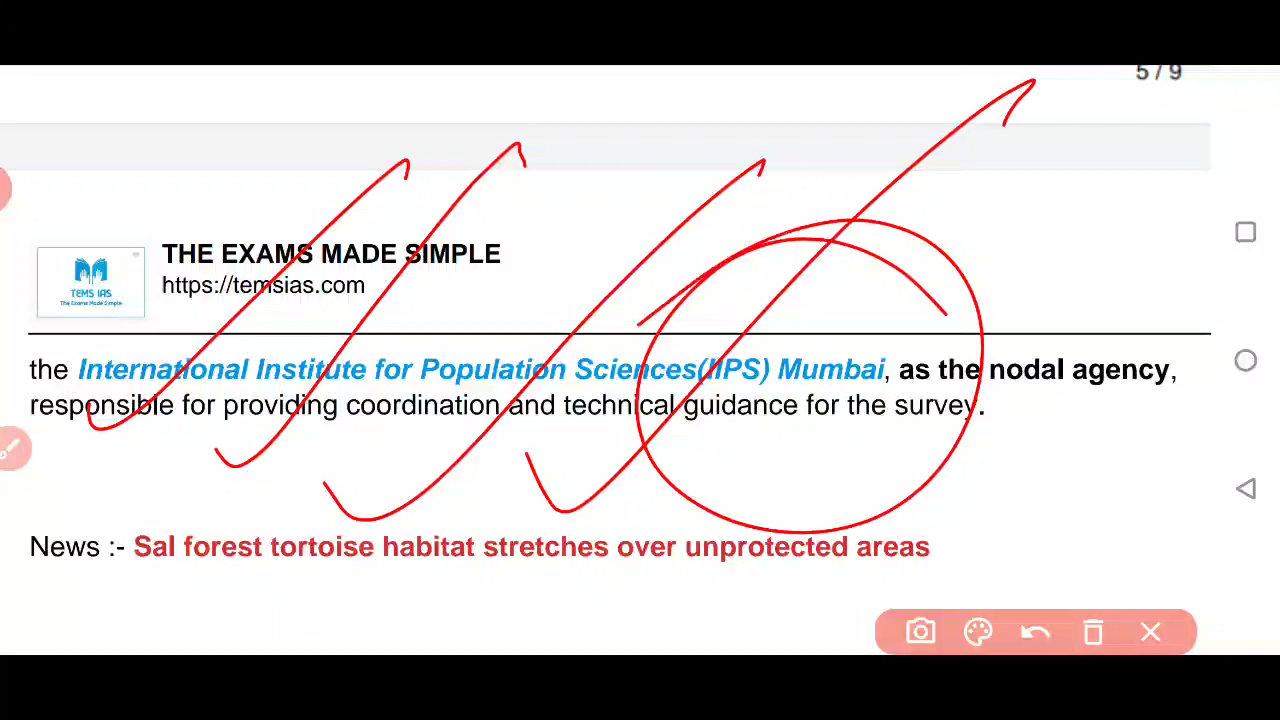 5 / 9
THE EXAMS MADE SIMPLE
https://temsias.com
TEMS IAS
The Exams Made Simple
the International Institute for Population Sciences(IIPS) Mumbai, as the nodal agency,
responsible for providing coordination and technical guidance for the survey.
News :- Sal forest tortoise habitat stretches over unprotected areas